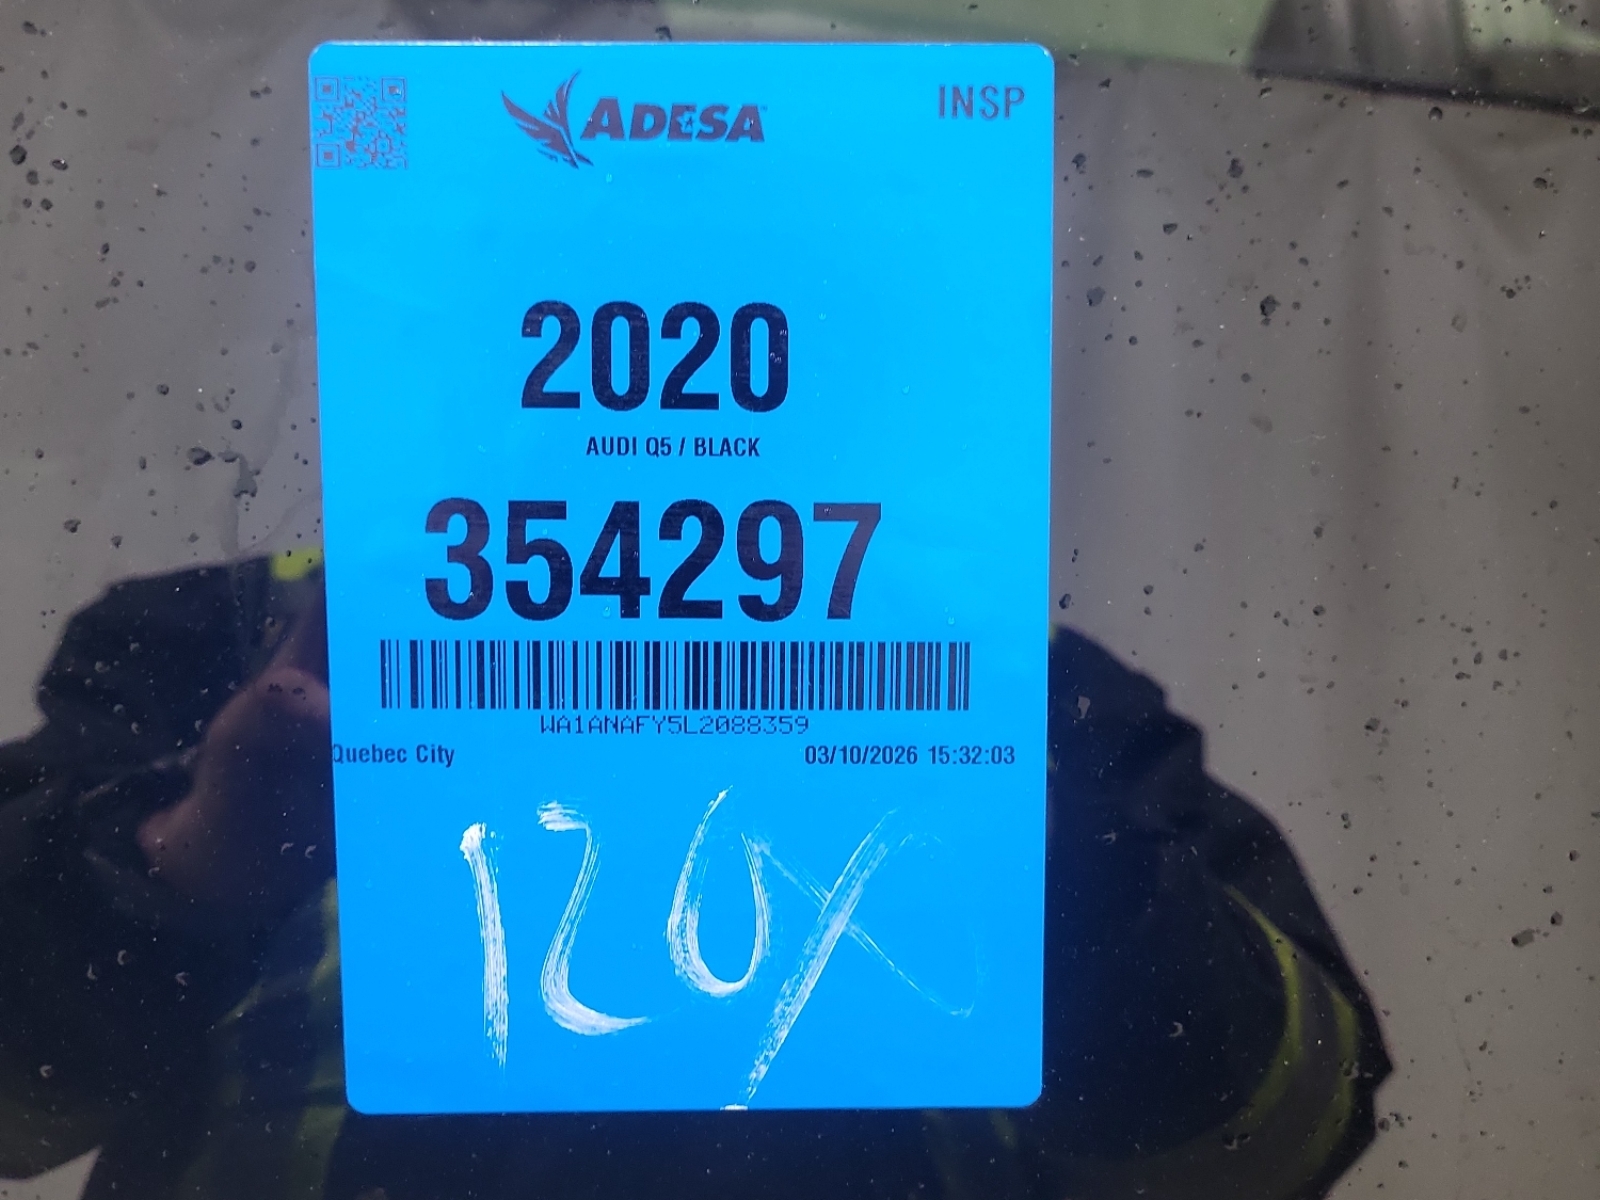 ADESA
INSP
2020
AUDI Q5 / BLACK
354297
WA1ANAFY5L2088359
Quebec City 03/10/2026 15:32:03
120X